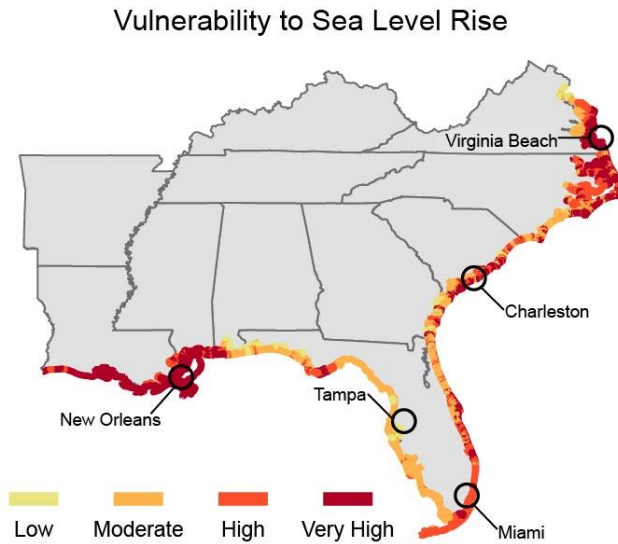 Vulnerability to Sea Level Rise
Virginia Beach
Charleston
New Orleans
Tampa
Miami
Low
Moderate
High
Very High